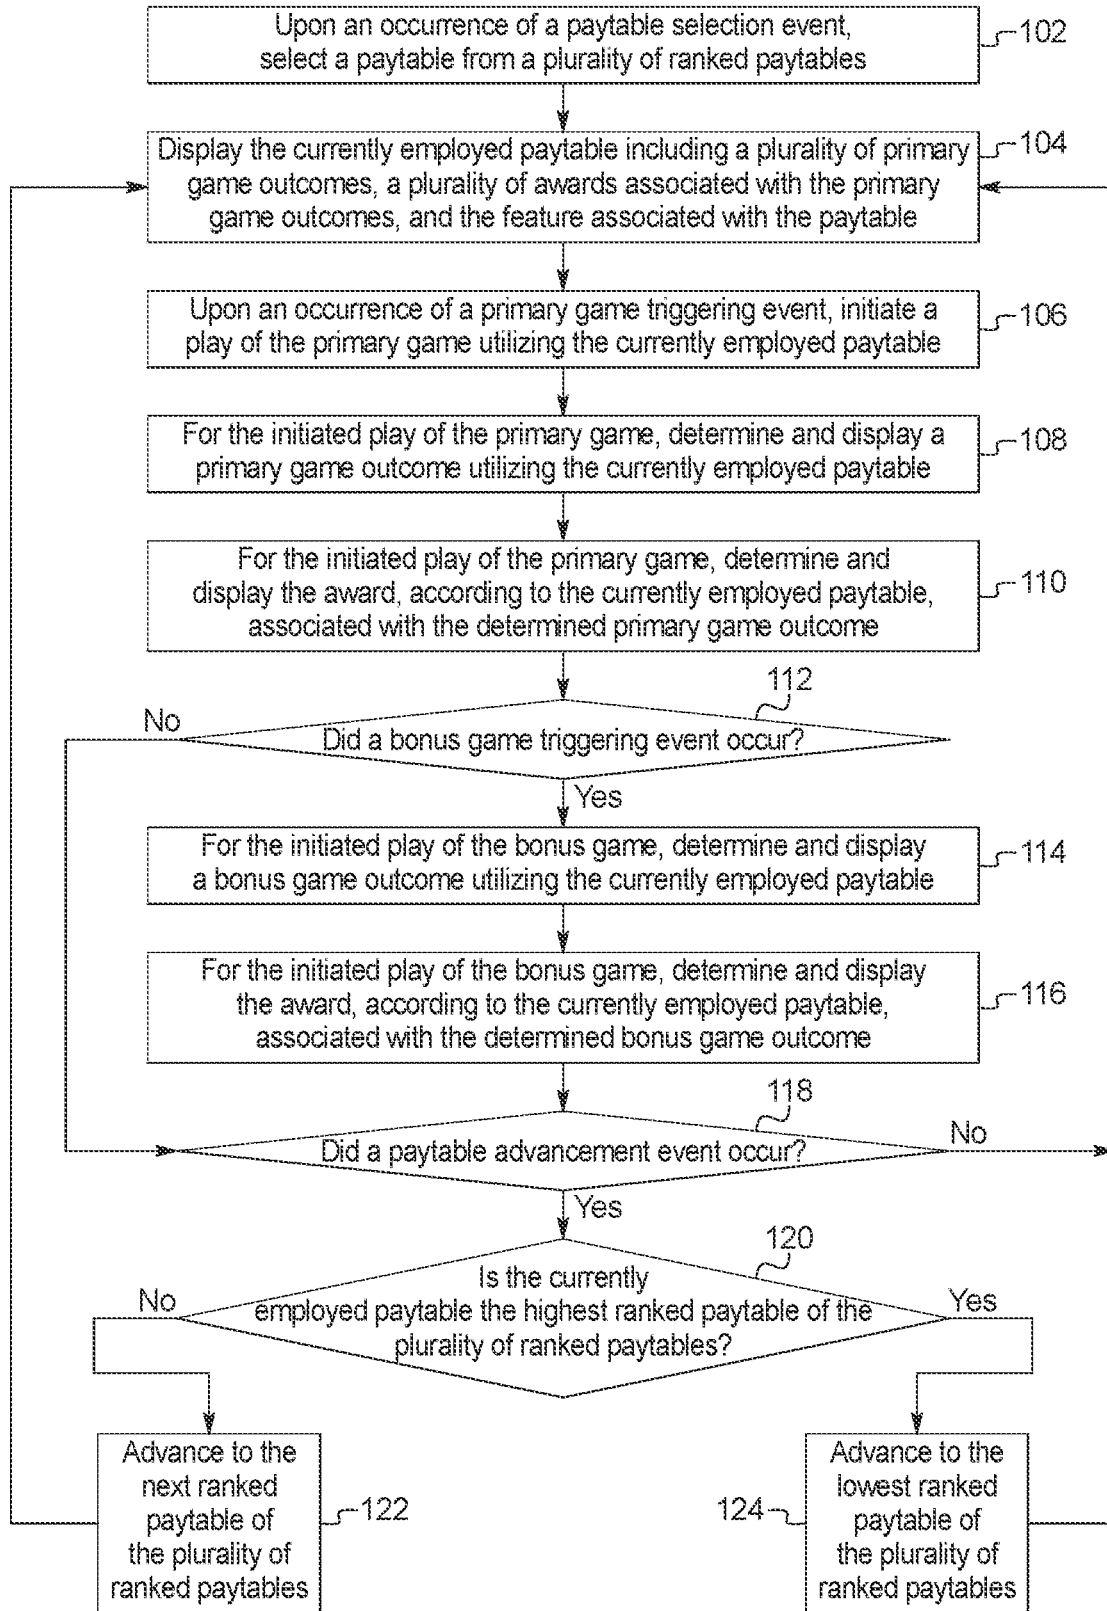 Upon an occurrence of a paytable selection event,
select a paytable from a plurality of ranked paytables
102
Display the currently employed paytable including a plurality of primary
game outcomes, a plurality of awards associated with the primary
game outcomes, and the feature associated with the paytable
104
Upon an occurrence of a primary game triggering event, initiate a
play of the primary game utilizing the currently employed paytable
106
For the initiated play of the primary game, determine and display a
primary game outcome utilizing the currently employed paytable
108
For the initiated play of the primary game, determine and
display the award, according to the currently employed paytable,
associated with the determined primary game outcome
110
112
No
Did a bonus game triggering event occur?
Yes
For the initiated play of the bonus game, determine and display
a bonus game outcome utilizing the currently employed paytable
114
For the initiated play of the bonus game, determine and display
the award, according to the currently employed paytable,
associated with the determined bonus game outcome
116
118
Did a paytable advancement event occur?
No
Yes
120
No
Is the currently
employed paytable the highest ranked paytable of the
plurality of ranked paytables?
Yes
Advance to the
next ranked
paytable of
the plurality of
ranked paytables
122
124
Advance to the
lowest ranked
paytable of
the plurality of
ranked paytables